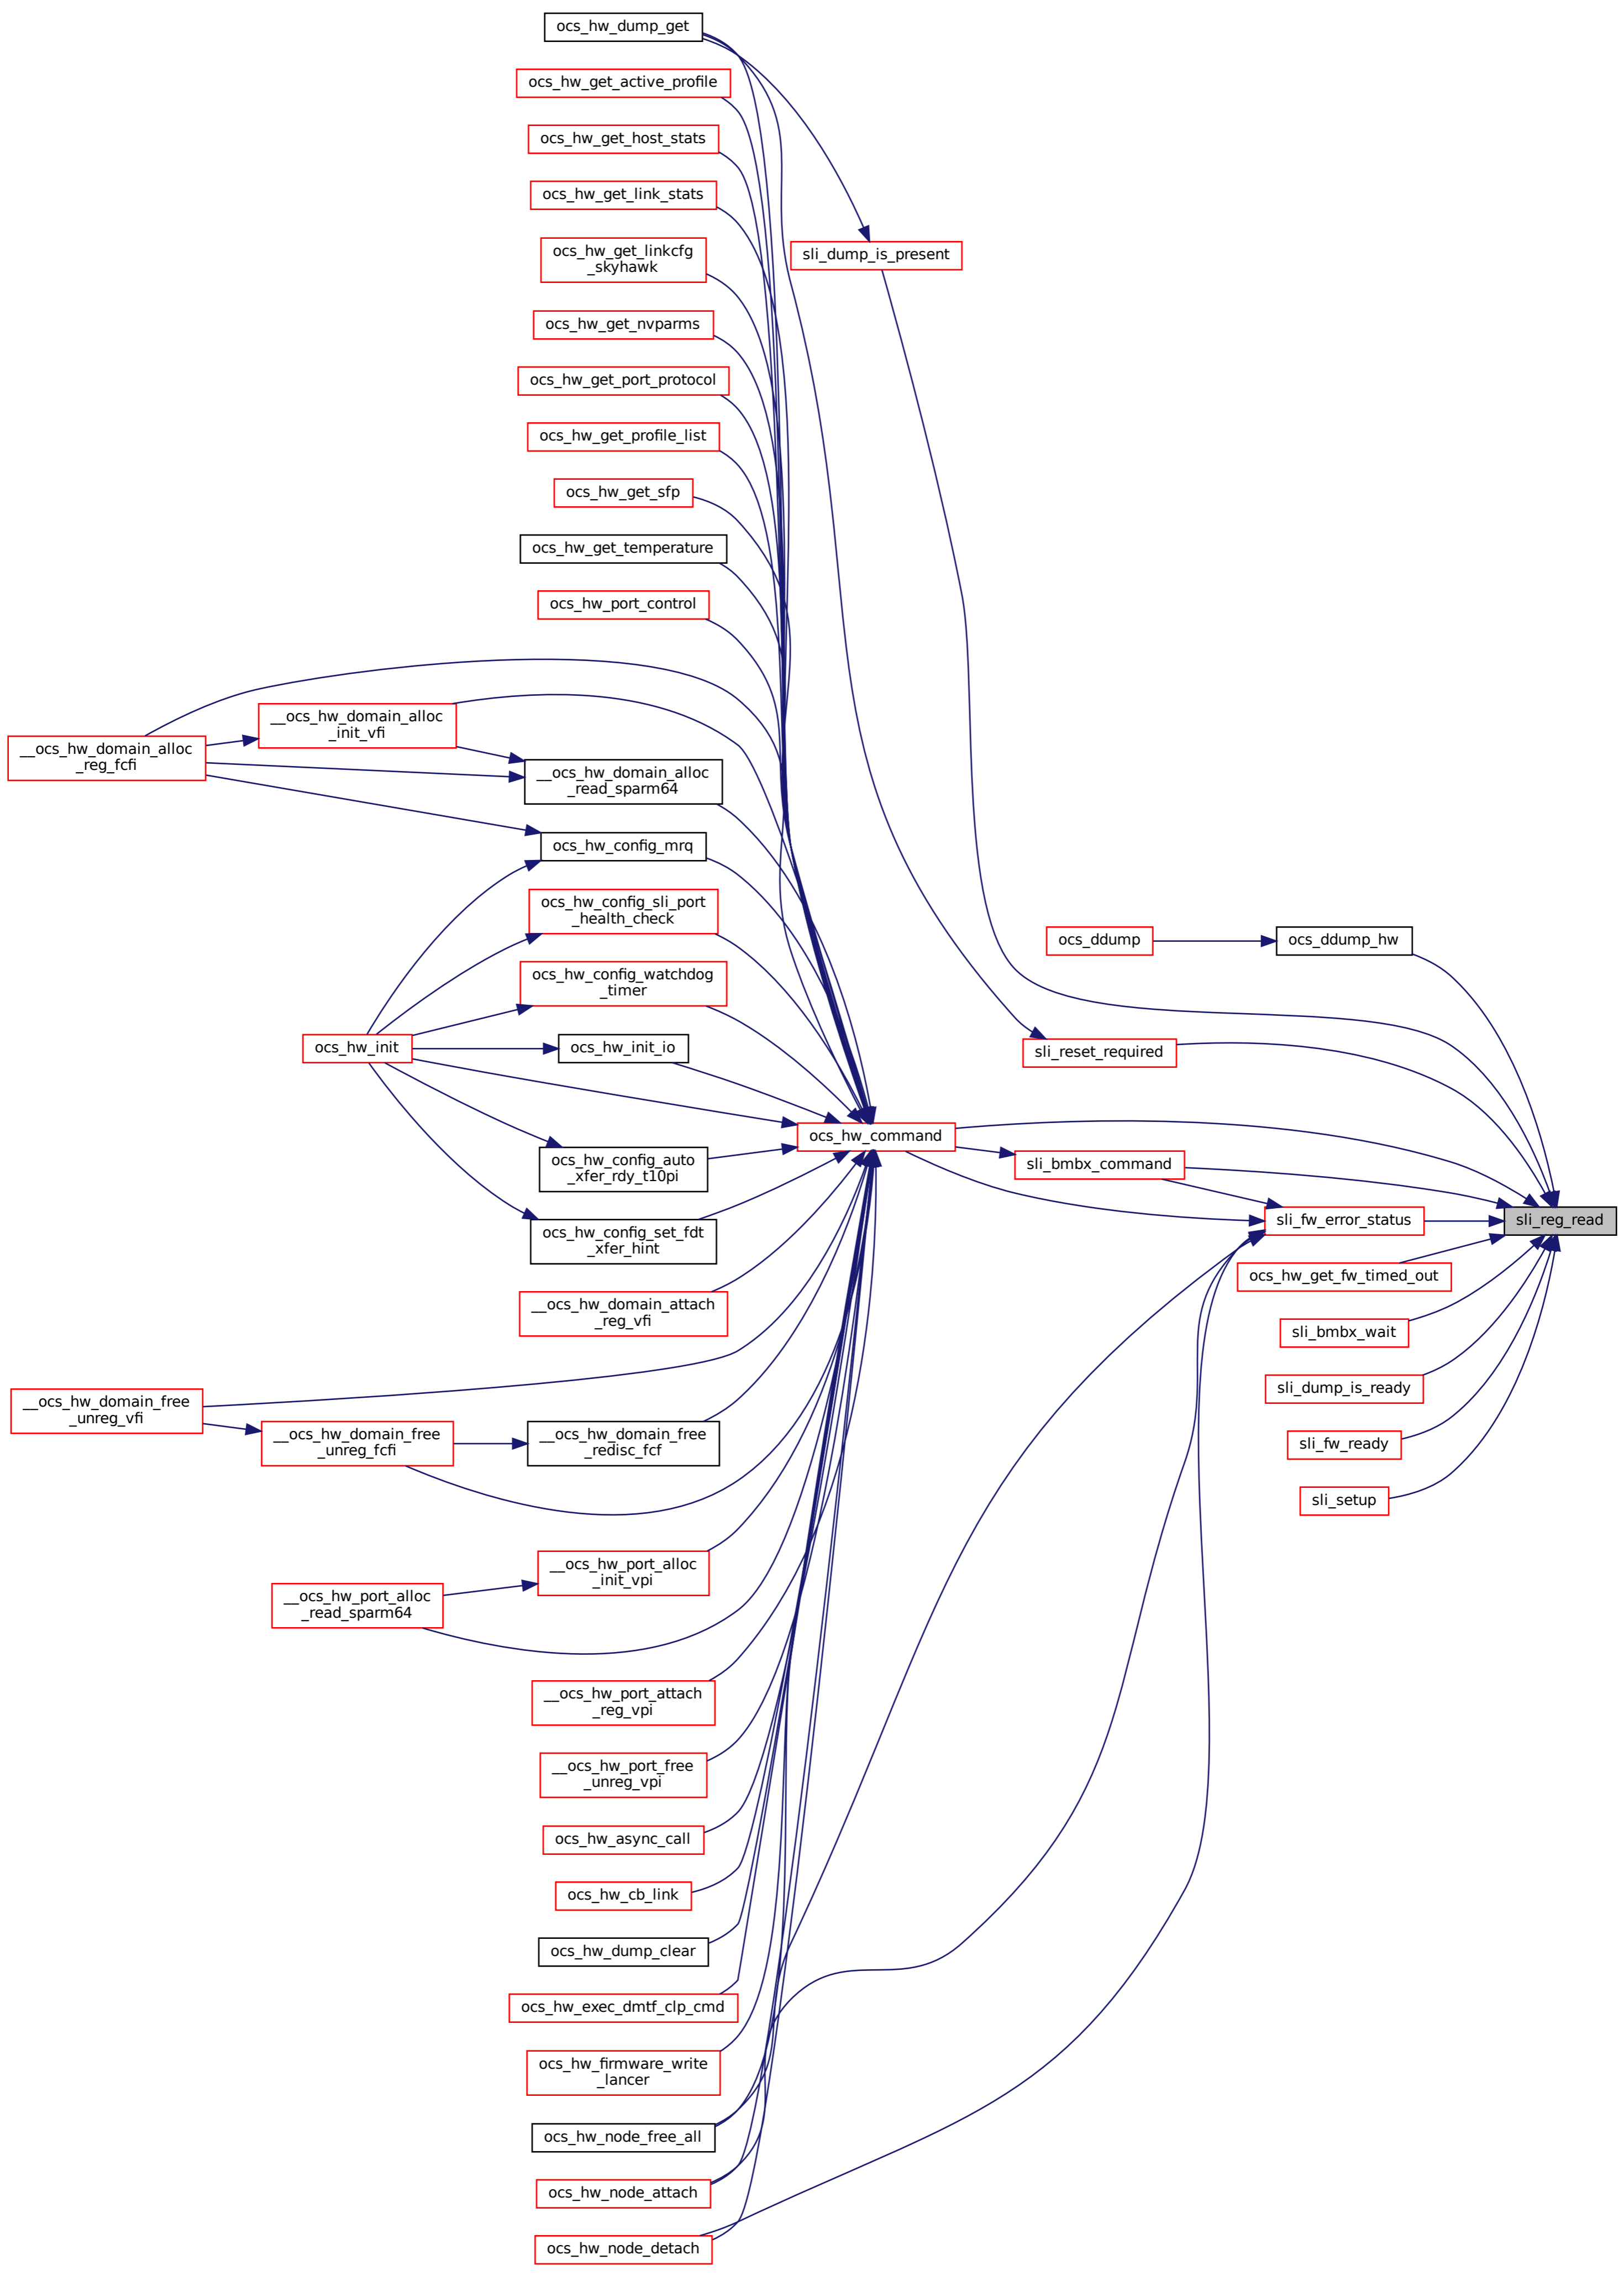 ocs_hw_dump_get
ocs_hw_get_active_profile
ocs_hw_get_host_stats
ocs_hw_get_link_stats
ocs_hw_get_linkcfg
_skyhawk
sli_dump_is_present
ocs_hw_get_nvparms
ocs_hw_get_port_protocol
ocs_hw_get_profile_list
ocs_hw_get_sfp
ocs_hw_get_temperature
ocs_hw_port_control
__ocs_hw_domain_alloc
_reg_fcfi
__ocs_hw_domain_alloc
_init_vfi
__ocs_hw_domain_alloc
_read_sparm64
ocs_hw_config_mrq
ocs_hw_config_sli_port
_health_check
ocs_ddump
ocs_ddump_hw
ocs_hw_config_watchdog
_timer
ocs_hw_init
ocs_hw_init_io
sli_reset_required
ocs_hw_command
ocs_hw_config_auto
_xfer_rdy_t10pi
sli_bmbx_command
ocs_hw_config_set_fdt
_xfer_hint
sli_fw_error_status
sli_reg_read
ocs_hw_get_fw_timed_out
__ocs_hw_domain_attach
_reg_vfi
sli_bmbx_wait
sli_dump_is_ready
__ocs_hw_domain_free
_unreg_vfi
__ocs_hw_domain_free
_unreg_fcfi
__ocs_hw_domain_free
_redisc_fcf
sli_fw_ready
sli_setup
__ocs_hw_port_alloc
_init_vpi
__ocs_hw_port_alloc
_read_sparm64
__ocs_hw_port_attach
_reg_vpi
__ocs_hw_port_free
_unreg_vpi
ocs_hw_async_call
ocs_hw_cb_link
ocs_hw_dump_clear
ocs_hw_exec_dmtf_clp_cmd
ocs_hw_firmware_write
_lancer
ocs_hw_node_free_all
ocs_hw_node_attach
ocs_hw_node_detach